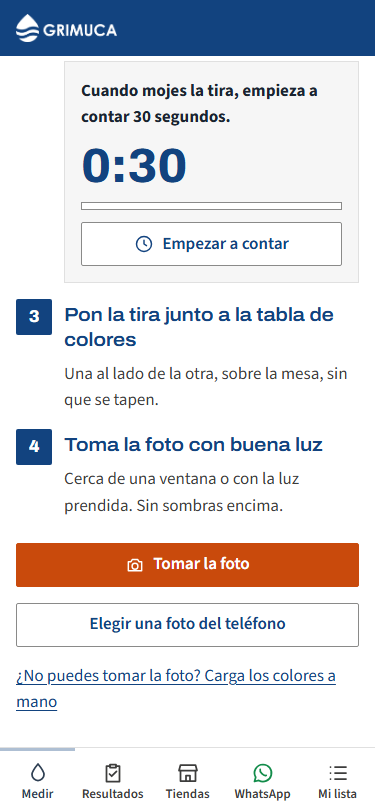 GRIMUCA
Cuando mojes la tira, empieza a
contar 30 segundos.
0:30
Empezar a contar
3
Pon la tira junto a la tabla de
colores
Una al lado de la otra, sobre la mesa, sin
que se tapen.
4
Toma la foto con buena luz
Cerca de una ventana o con la luz
prendida. Sin sombras encima.
Tomar la foto
Elegir una foto del teléfono
¿No puedes tomar la foto? Carga los colores a
mano
Medir
Resultados
Tiendas
WhatsApp
Mi lista